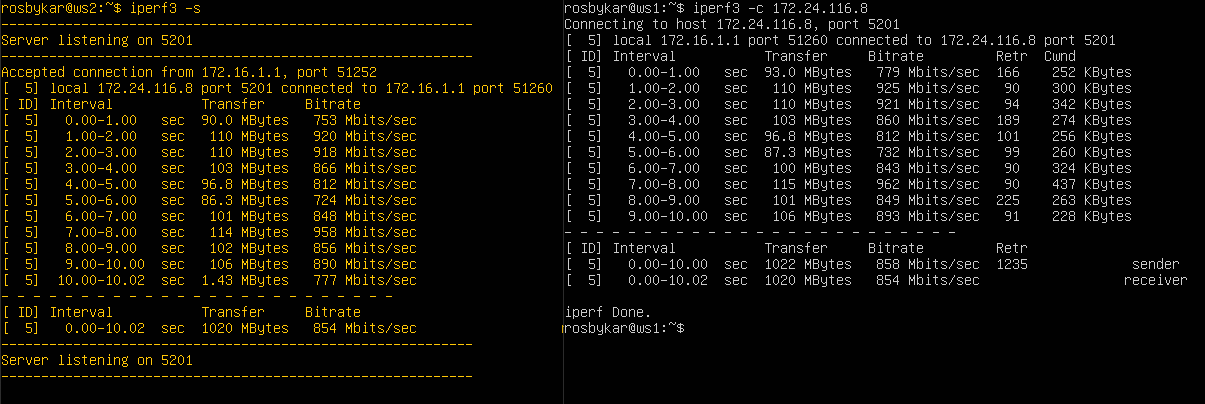 rosbykar@ws2:~$ iperf3 -s
-----------------------------------------------------------
Server listening on 5201
-----------------------------------------------------------
Accepted connection from 172.16.1.1, port 51252
[  5] local 172.24.116.8 port 5201 connected to 172.16.1.1 port 51260
[ ID] Interval           Transfer     Bitrate
[  5]   0.00-1.00   sec  90.0 MBytes   753 Mbits/sec
[  5]   1.00-2.00   sec   110 MBytes   920 Mbits/sec
[  5]   2.00-3.00   sec   110 MBytes   918 Mbits/sec
[  5]   3.00-4.00   sec   103 MBytes   866 Mbits/sec
[  5]   4.00-5.00   sec  96.8 MBytes   812 Mbits/sec
[  5]   5.00-6.00   sec  86.3 MBytes   724 Mbits/sec
[  5]   6.00-7.00   sec   101 MBytes   848 Mbits/sec
[  5]   7.00-8.00   sec   114 MBytes   958 Mbits/sec
[  5]   8.00-9.00   sec   102 MBytes   856 Mbits/sec
[  5]   9.00-10.00  sec   106 MBytes   890 Mbits/sec
[  5]  10.00-10.02  sec  1.43 MBytes   777 Mbits/sec
- - - - - - - - - - - - - - - - - - - - - - - - -
[ ID] Interval           Transfer     Bitrate
[  5]   0.00-10.02  sec  1020 MBytes   854 Mbits/sec
-----------------------------------------------------------
Server listening on 5201
-----------------------------------------------------------
rosbykar@ws1:~$ iperf3 -c 172.24.116.8
Connecting to host 172.24.116.8, port 5201
[  5] local 172.16.1.1 port 51260 connected to 172.24.116.8 port 5201
[ ID] Interval           Transfer     Bitrate         Retr  Cwnd
[  5]   0.00-1.00   sec  93.0 MBytes   779 Mbits/sec  166    252 KBytes
[  5]   1.00-2.00   sec   110 MBytes   925 Mbits/sec   90    300 KBytes
[  5]   2.00-3.00   sec   110 MBytes   921 Mbits/sec   94    342 KBytes
[  5]   3.00-4.00   sec   103 MBytes   860 Mbits/sec  189    274 KBytes
[  5]   4.00-5.00   sec  96.8 MBytes   812 Mbits/sec  101    256 KBytes
[  5]   5.00-6.00   sec  87.3 MBytes   732 Mbits/sec   99    260 KBytes
[  5]   6.00-7.00   sec   100 MBytes   843 Mbits/sec   90    324 KBytes
[  5]   7.00-8.00   sec   115 MBytes   962 Mbits/sec   90    437 KBytes
[  5]   8.00-9.00   sec   101 MBytes   849 Mbits/sec  225    263 KBytes
[  5]   9.00-10.00  sec   106 MBytes   893 Mbits/sec   91    228 KBytes
- - - - - - - - - - - - - - - - - - - - - - - - -
[ ID] Interval           Transfer     Bitrate         Retr
[  5]   0.00-10.00  sec  1022 MBytes   858 Mbits/sec  1235             sender
[  5]   0.00-10.02  sec  1020 MBytes   854 Mbits/sec                  receiver
iperf Done.
rosbykar@ws1:~$